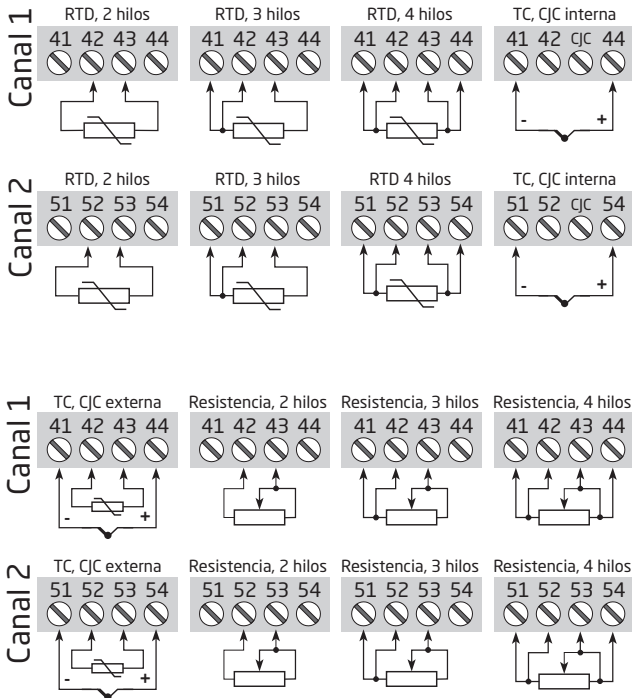 Canal 1
RTD, 2 hilos
41 42 43 44
RTD, 3 hilos
41 42 43 44
RTD, 4 hilos
41 42 43 44
TC, CJC interna
41 42 CJC 44
- +
Canal 2
RTD, 2 hilos
51 52 53 54
RTD, 3 hilos
51 52 53 54
RTD 4 hilos
51 52 53 54
TC, CJC interna
51 52 CJC 54
- +
Canal 1
TC, CJC externa
41 42 43 44
- +
Resistencia, 2 hilos
41 42 43 44
Resistencia, 3 hilos
41 42 43 44
Resistencia, 4 hilos
41 42 43 44
Canal 2
TC, CJC externa
51 52 53 54
- +
Resistencia, 2 hilos
51 52 53 54
Resistencia, 3 hilos
51 52 53 54
Resistencia, 4 hilos
51 52 53 54